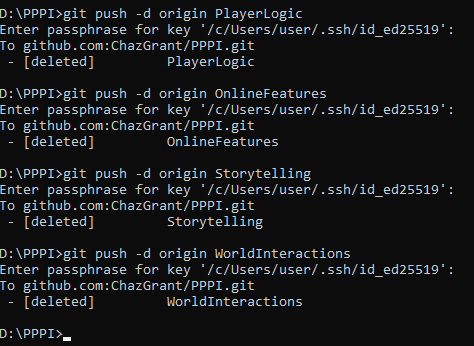 D:\PPPI>git push -d origin PlayerLogic
Enter passphrase for key '/c/Users/user/.ssh/id_ed25519':
To github.com:ChazGrant/PPPI.git
 - [deleted]         PlayerLogic

D:\PPPI>git push -d origin OnlineFeatures
Enter passphrase for key '/c/Users/user/.ssh/id_ed25519':
To github.com:ChazGrant/PPPI.git
 - [deleted]         OnlineFeatures

D:\PPPI>git push -d origin Storytelling
Enter passphrase for key '/c/Users/user/.ssh/id_ed25519':
To github.com:ChazGrant/PPPI.git
 - [deleted]         Storytelling

D:\PPPI>git push -d origin WorldInteractions
Enter passphrase for key '/c/Users/user/.ssh/id_ed25519':
To github.com:ChazGrant/PPPI.git
 - [deleted]         WorldInteractions

D:\PPPI>